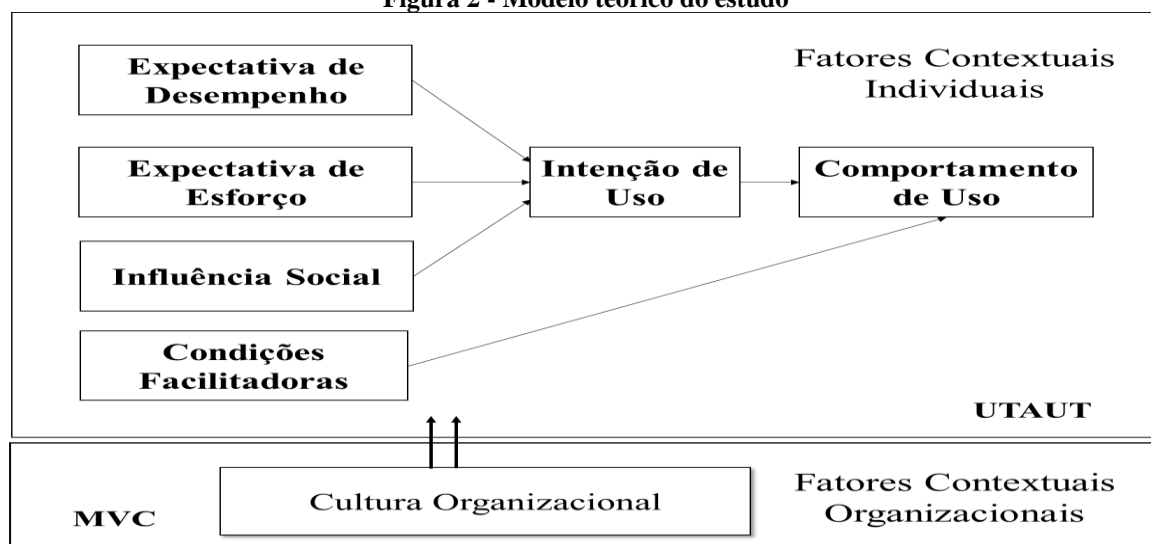 Figura 2 - Modelo teórico do estudo
Expectativa de
Desempenho
Fatores Contextuais
Individuais
Expectativa de
Esforço
Intenção de
Uso
Comportamento
de Uso
Influência Social
Condições
Facilitadoras
UTAUT
Cultura Organizacional
MVC
Fatores Contextuais
Organizacionais